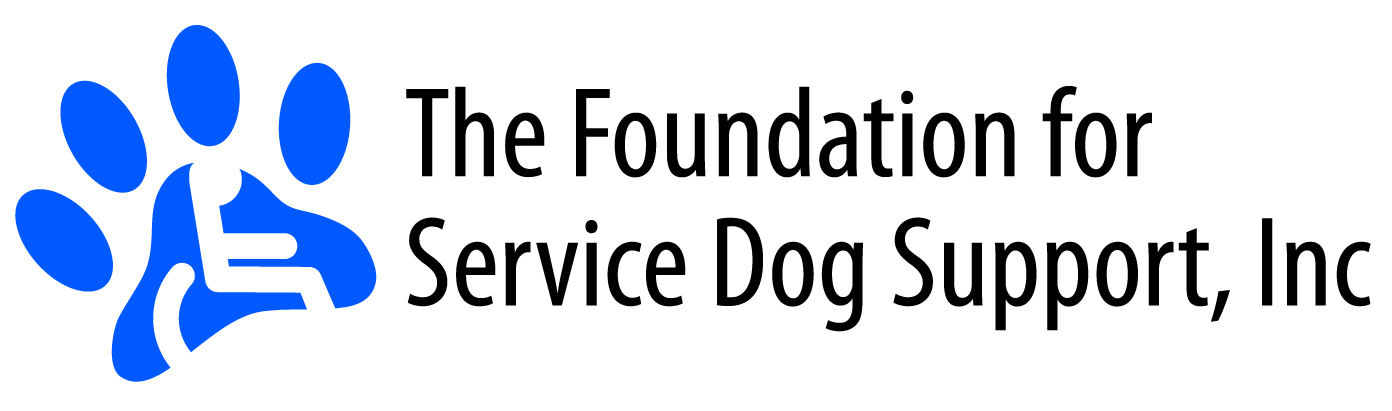 The Foundation for
Service Dog Support, Inc